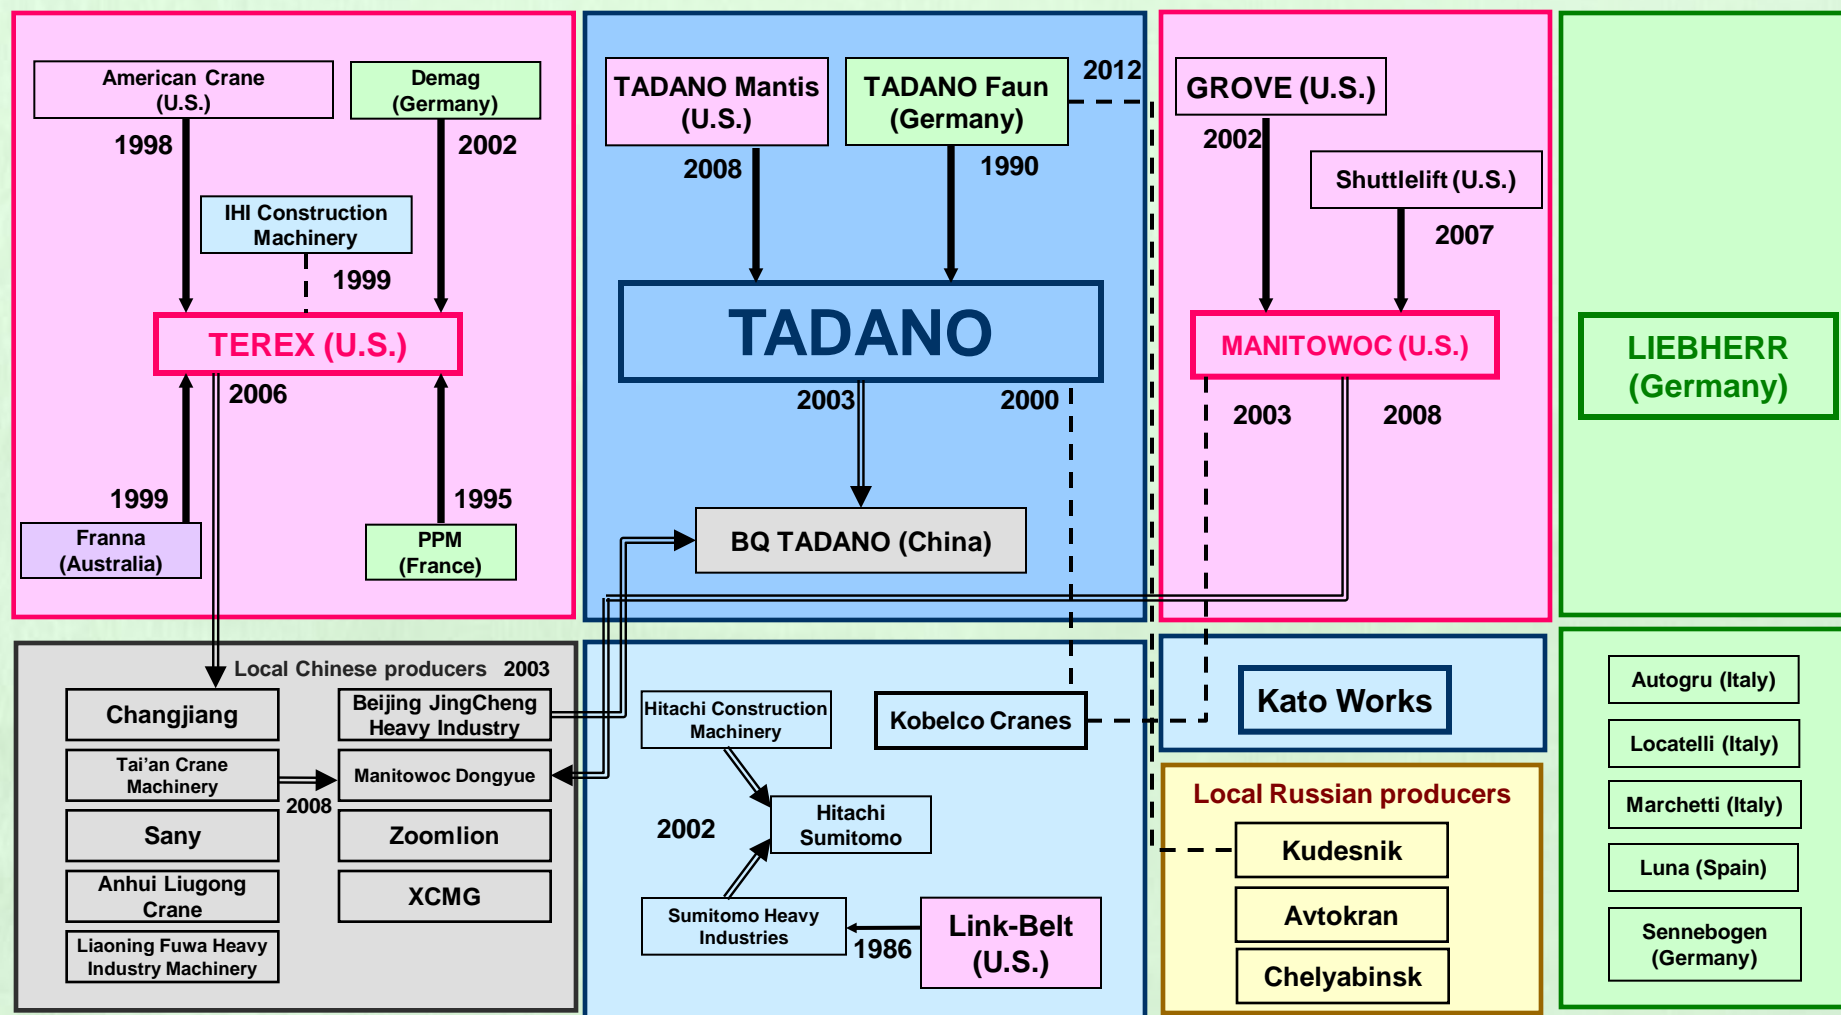 American Crane
(U.S.)
1998
Demag
(Germany)
2002
IHI Construction
Machinery
1999
TEREX (U.S.)
2006
1999
Franna
(Australia)
1995
PPM
(France)
TADANO Mantis
(U.S.)
2008
TADANO Faun
(Germany)
1990
2012
TADANO
2003
2000
BQ TADANO (China)
GROVE (U.S.)
2002
Shuttlelift (U.S.)
2007
MANITOWOC (U.S.)
2003
2008
LIEBHERR
(Germany)
Local Chinese producers 2003
Changjiang
Beijing JingCheng
Heavy Industry
Tai’an Crane
Machinery
2008
Manitowoc Dongyue
Sany
Zoomlion
Anhui Liugong
Crane
XCMG
Liaoning Fuwa Heavy
Industry Machinery
Hitachi Construction
Machinery
Kobelco Cranes
2002
Hitachi
Sumitomo
Sumitomo Heavy
Industries
1986
Link-Belt
(U.S.)
Kato Works
Local Russian producers
Kudesnik
Avtokran
Chelyabinsk
Autogru (Italy)
Locatelli (Italy)
Marchetti (Italy)
Luna (Spain)
Sennebogen
(Germany)